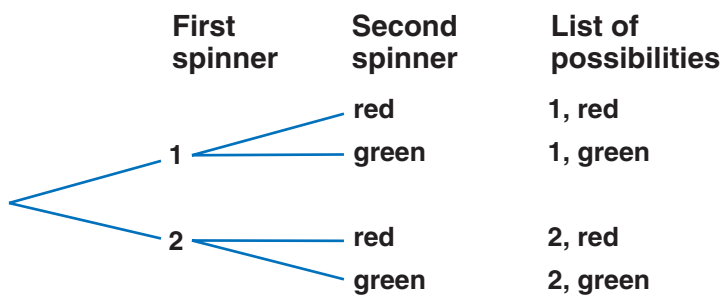 First Second List of
spinner spinner possibilities
red 1, red
1 green 1, green
2 red 2, red
green 2, green